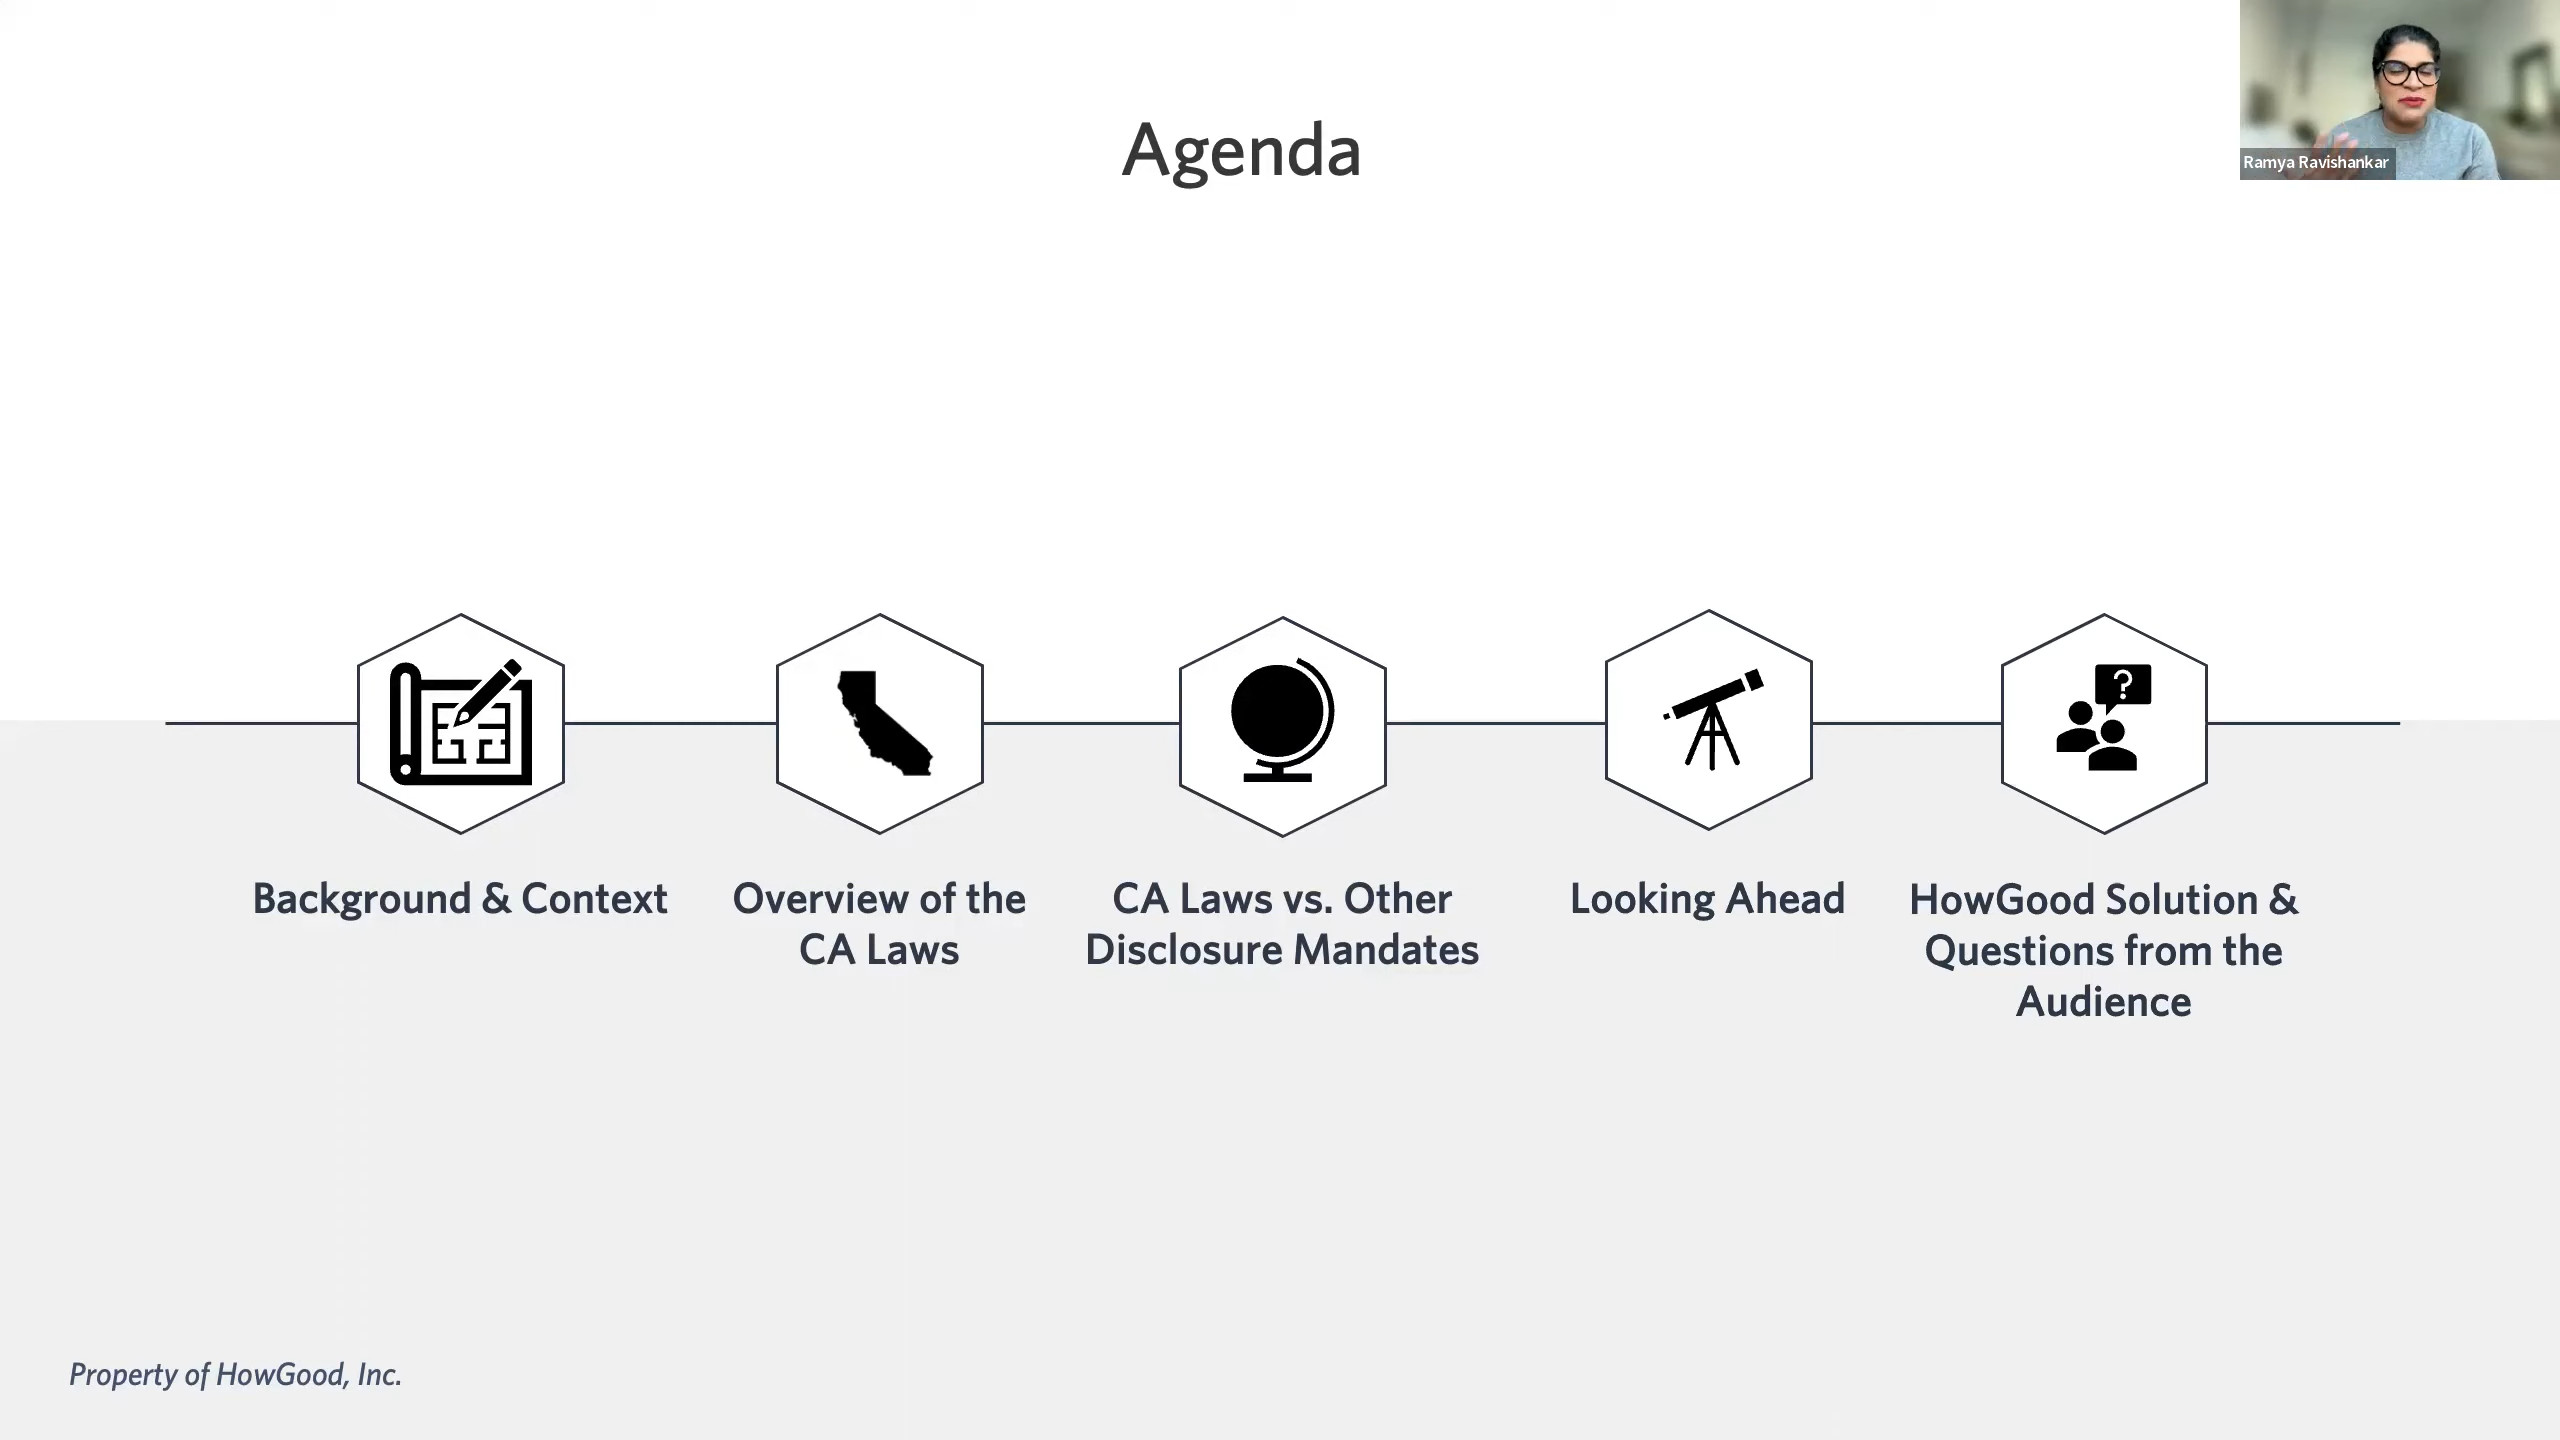 Agenda
Ramya Ravishankar
?
Background & Context
Overview of the
CA Laws
CA Laws vs. Other
Disclosure Mandates
Looking Ahead
HowGood Solution &
Questions from the
Audience
Property of HowGood, Inc.